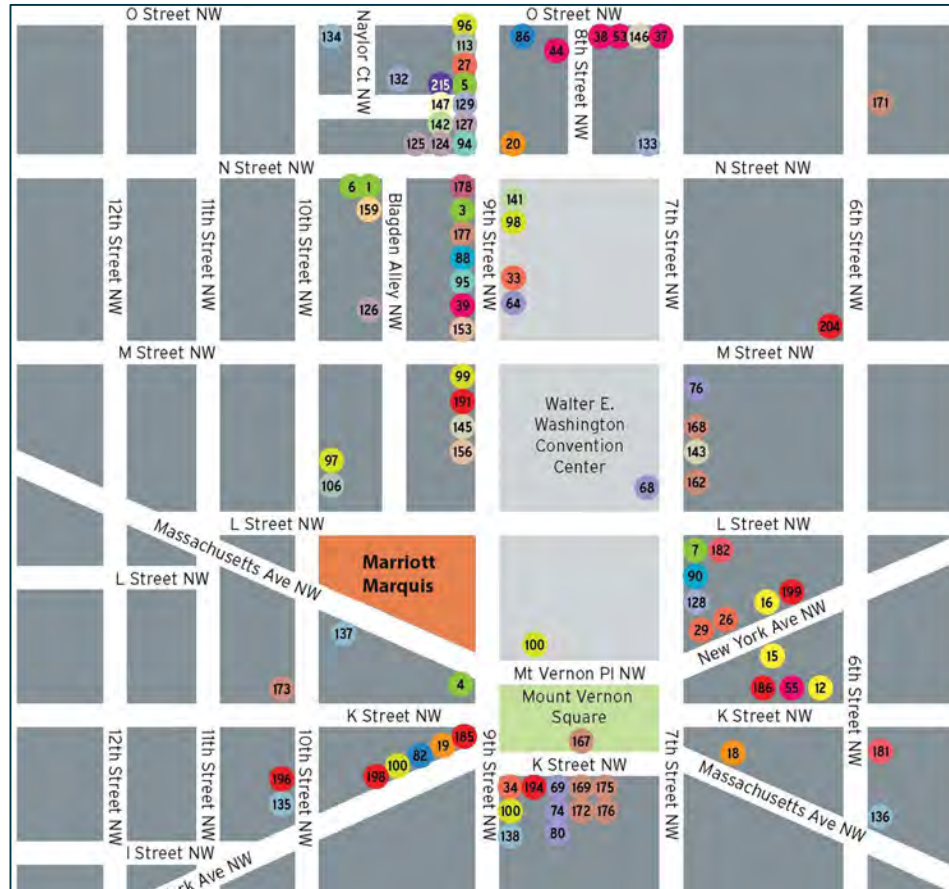 O Street NW
O Street NW
134
Naylor Ct NW
96
86
8th Street NW
38
53
146
37
113
44
27
132
215
5
147
129
171
142
127
125
124
94
20
133
N Street NW
N Street NW
12th Street NW
11th Street NW
10th Street NW
6
1
159
Blagden Alley NW
178
9th Street NW
141
7th Street NW
6th Street NW
3
98
177
88
95
33
39
64
126
153
204
M Street NW
M Street NW
99
76
191
Walter E.
Washington
Convention
Center
145
168
156
143
97
106
68
162
L Street NW
L Street NW
Massachusetts Ave NW
Marriott
Marquis
7
182
90
L Street NW
128
16
199
26
29
New York Ave NW
137
100
15
Mt Vernon Pl NW
173
4
186
55
12
6th Street NW
Mount Vernon
Square
K Street NW
K Street NW
12th Street NW
11th Street NW
10th Street NW
185
19
82
100
198
9th Street NW
167
7th Street NW
18
181
K Street NW
Massachusetts Ave NW
196
135
34
194
69
169
175
100
74
172
176
136
138
80
I Street NW
rk Ave NW